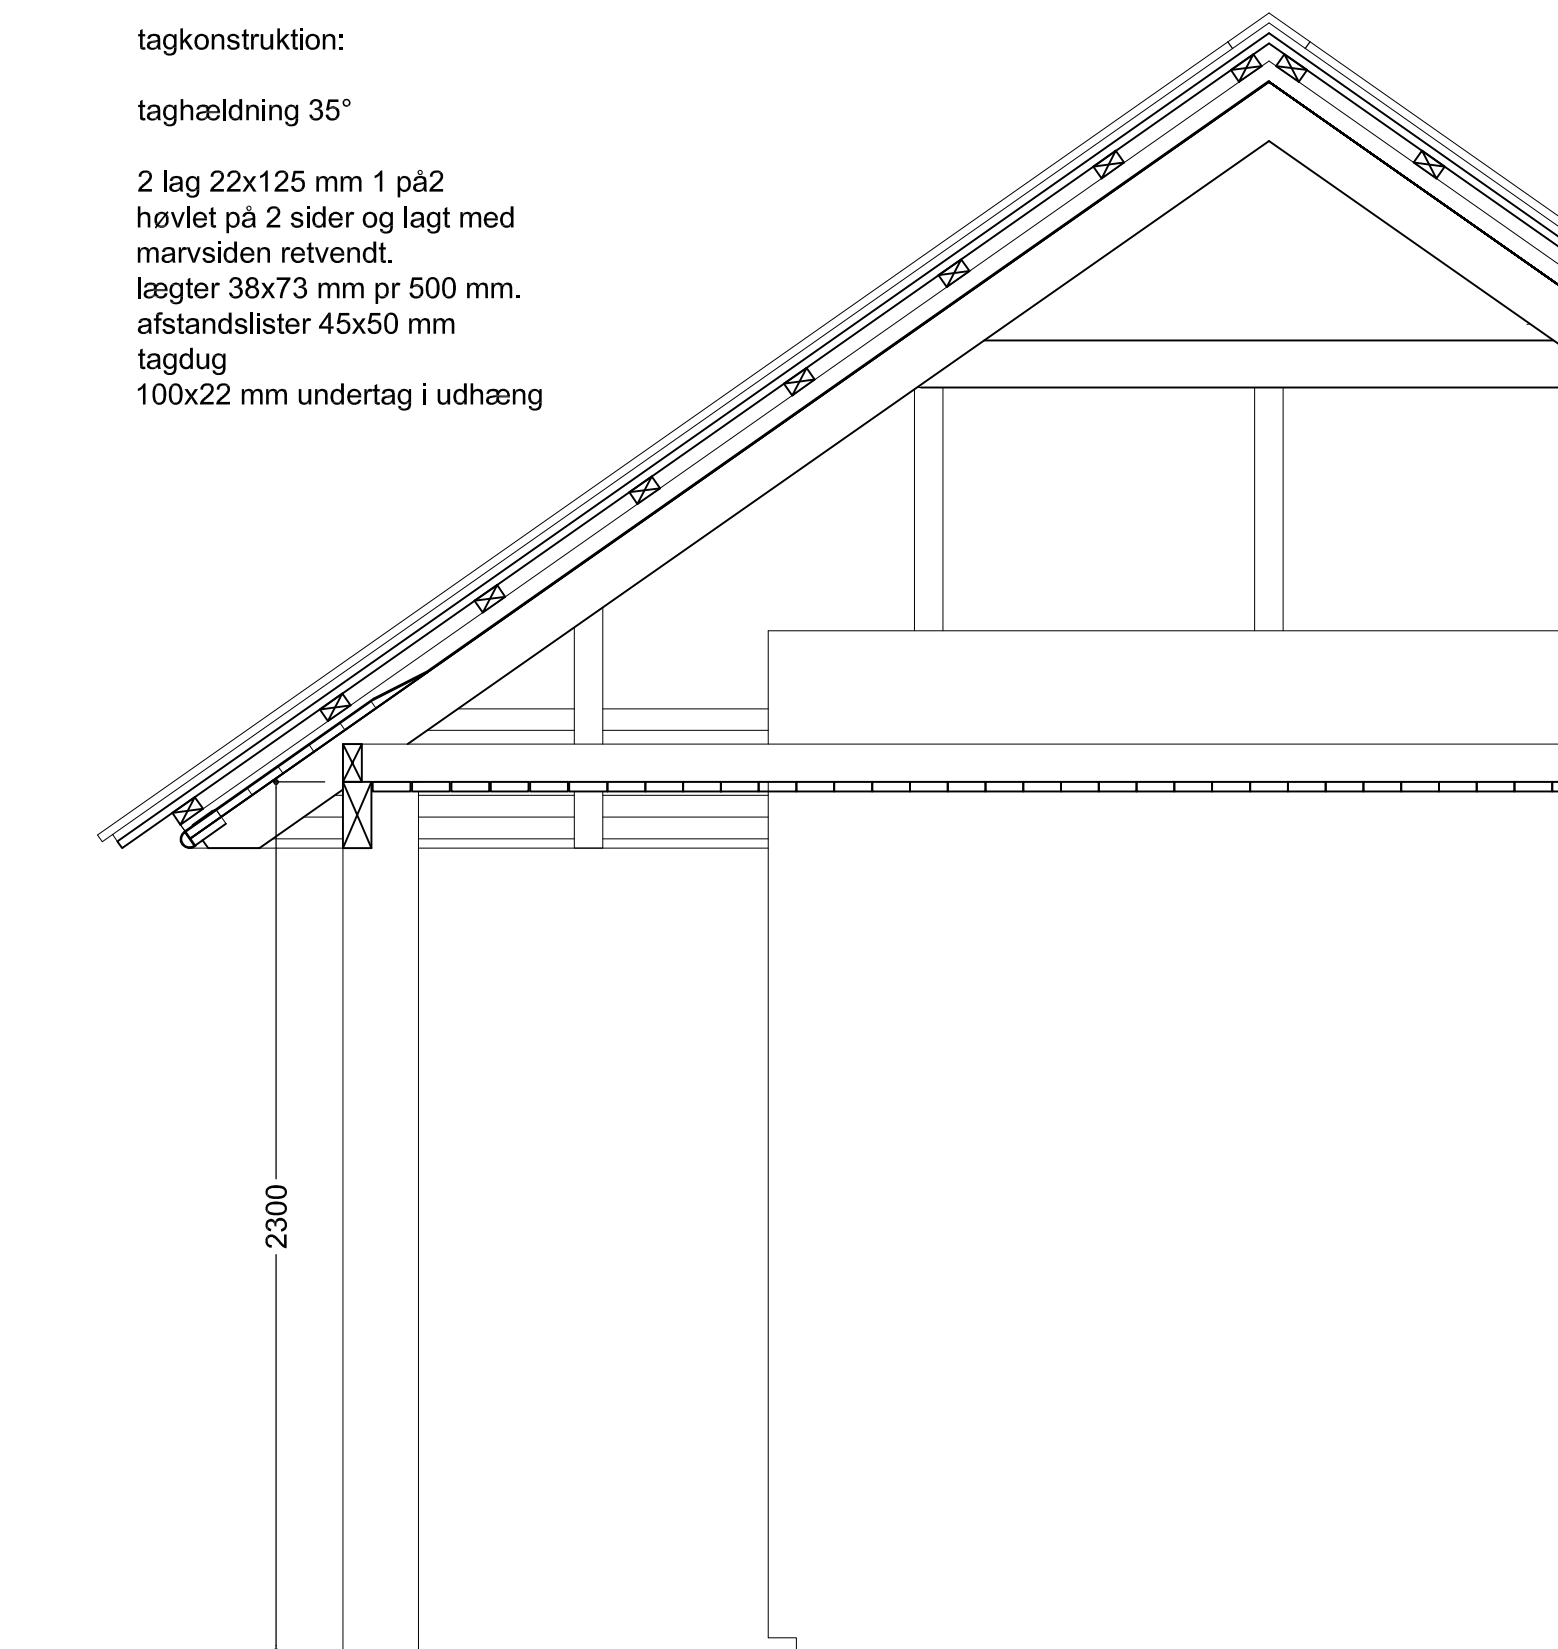 tagkonstruktion:
taghældning 35°
2 lag 22x125 mm 1 på2
høvlet på 2 sider og lagt med
marvsiden retvendt.
lægter 38x73 mm pr 500 mm.
afstandslister 45x50 mm
tagdug
100x22 mm undertag i udhæng
2300